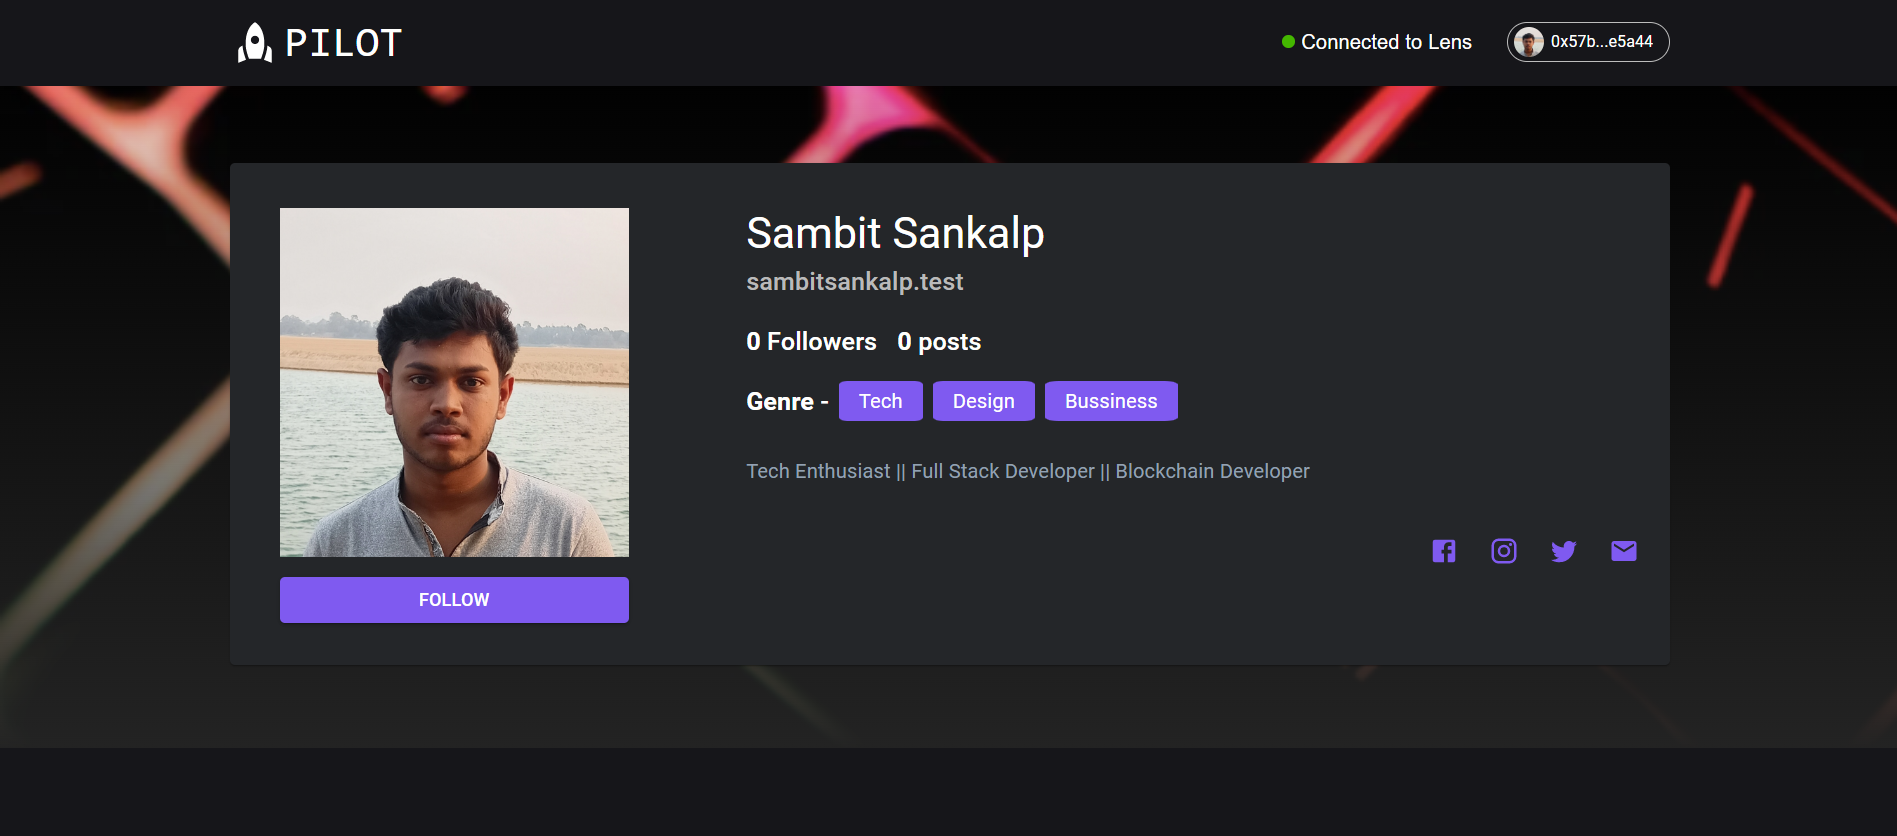 PILOT
Connected to Lens
0x57b...e5a44
Sambit Sankalp
sambitsankalp.test
0 Followers 0 posts
Genre - Tech Design Bussiness
Tech Enthusiast || Full Stack Developer || Blockchain Developer
FOLLOW